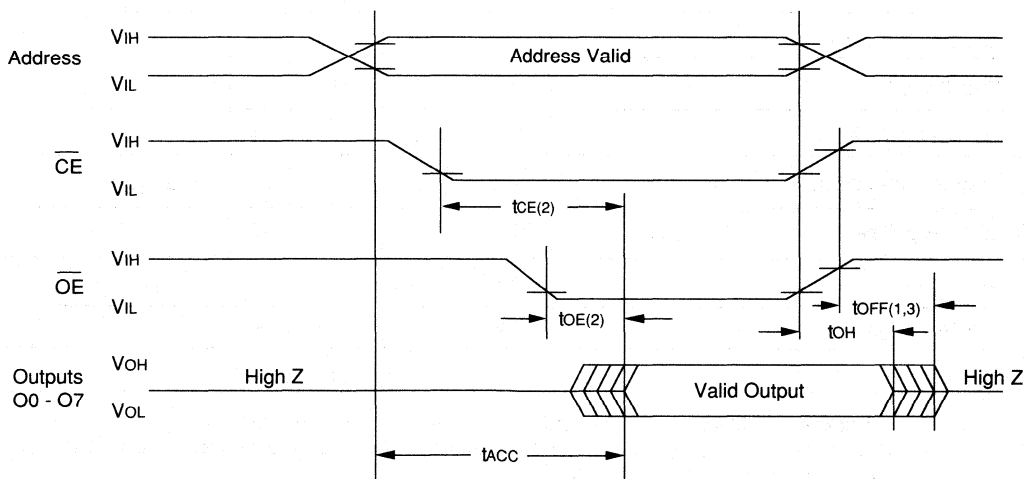 Address
VIH
VIL
Address Valid
CE
VIH
VIL
tCE(2)
OE
VIH
VIL
tOE(2)
tOFF(1,3)
tOH
Outputs
O0 - O7
VOH
VOL
High Z
Valid Output
High Z
tACC